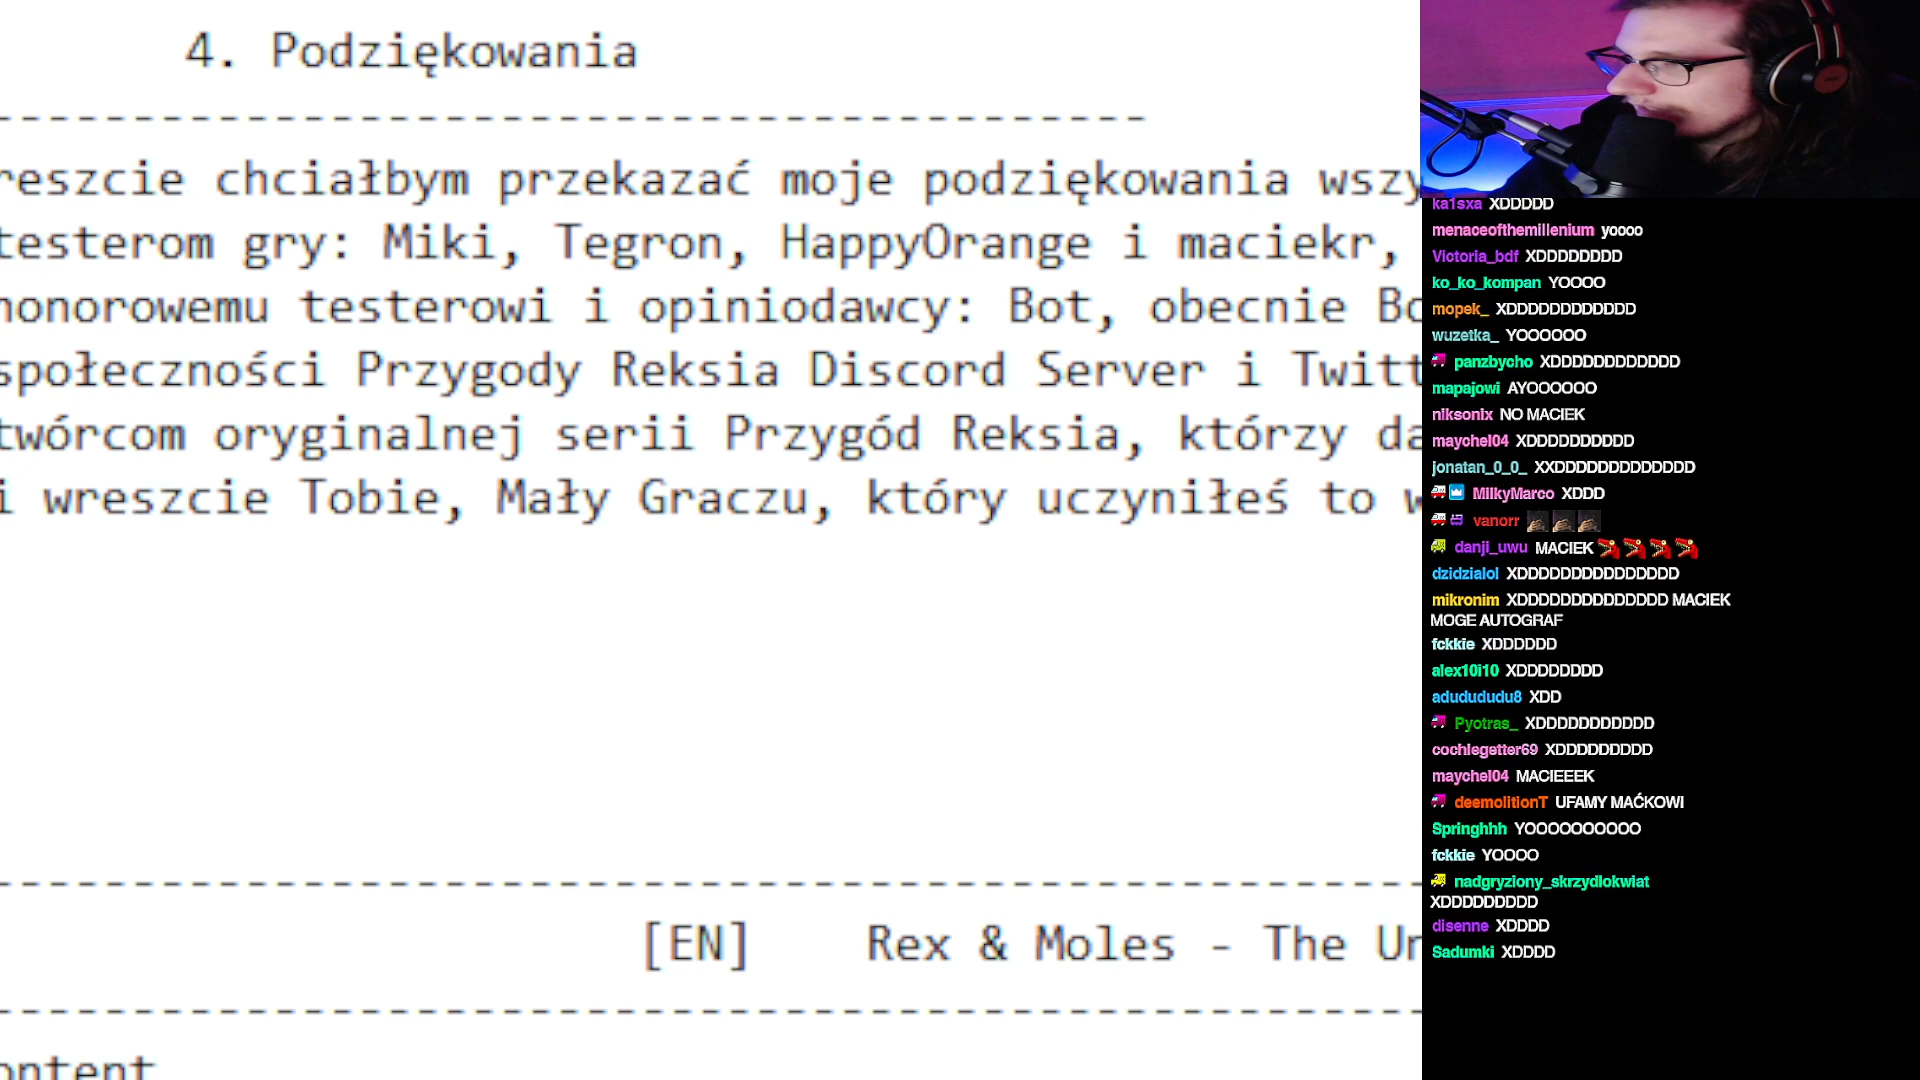 4. Podziękowania
-----------------------------------------
reszcie chciałbym przekazać moje podziękowania wszy
testerom gry: Miki, Tegron, HappyOrange i maciekr,
honorowemu testerowi i opiniodawcy: Bot, obecnie Bo
społeczności Przygody Reksia Discord Server i Twitt
twórcom oryginalnej serii Przygód Reksia, którzy da
i wreszcie Tobie, Mały Graczu, który uczyniłeś to w
--------------------------------------------------
[EN] Rex & Moles - The Un
--------------------------------------------------
ontent
ka1sxa XDDDDD
menaceofthemillenium yoooo
Victoria_bdf XDDDDDDDD
ko_ko_kompan YOOOO
mopek_ XDDDDDDDDDDDD
wuzetka_ YOOOOOO
panzbycho XDDDDDDDDDDDD
mapajowi AYOOOOOO
niksonix NO MACIEK
maychel04 XDDDDDDDDDD
jonatan_0_0_ XXDDDDDDDDDDDDD
MilkyMarco XDDD
vanorr
danji_uwu MACIEK
dzidzialol XDDDDDDDDDDDDDDDD
mikronim XDDDDDDDDDDDDDDD MACIEK
MOGE AUTOGRAF
fckkie XDDDDDD
alex10i10 XDDDDDDDD
adudududu8 XDD
Pyotras_ XDDDDDDDDDDD
cochlegetter69 XDDDDDDDDD
maychel04 MACIEEEK
deemolitionT UFAMY MAĆKOWI
Springhhh YOOOOOOOOOO
fckkie YOOOO
nadgryziony_skrzydlokwiat
XDDDDDDDDD
disenne XDDDD
Sadumki XDDDD